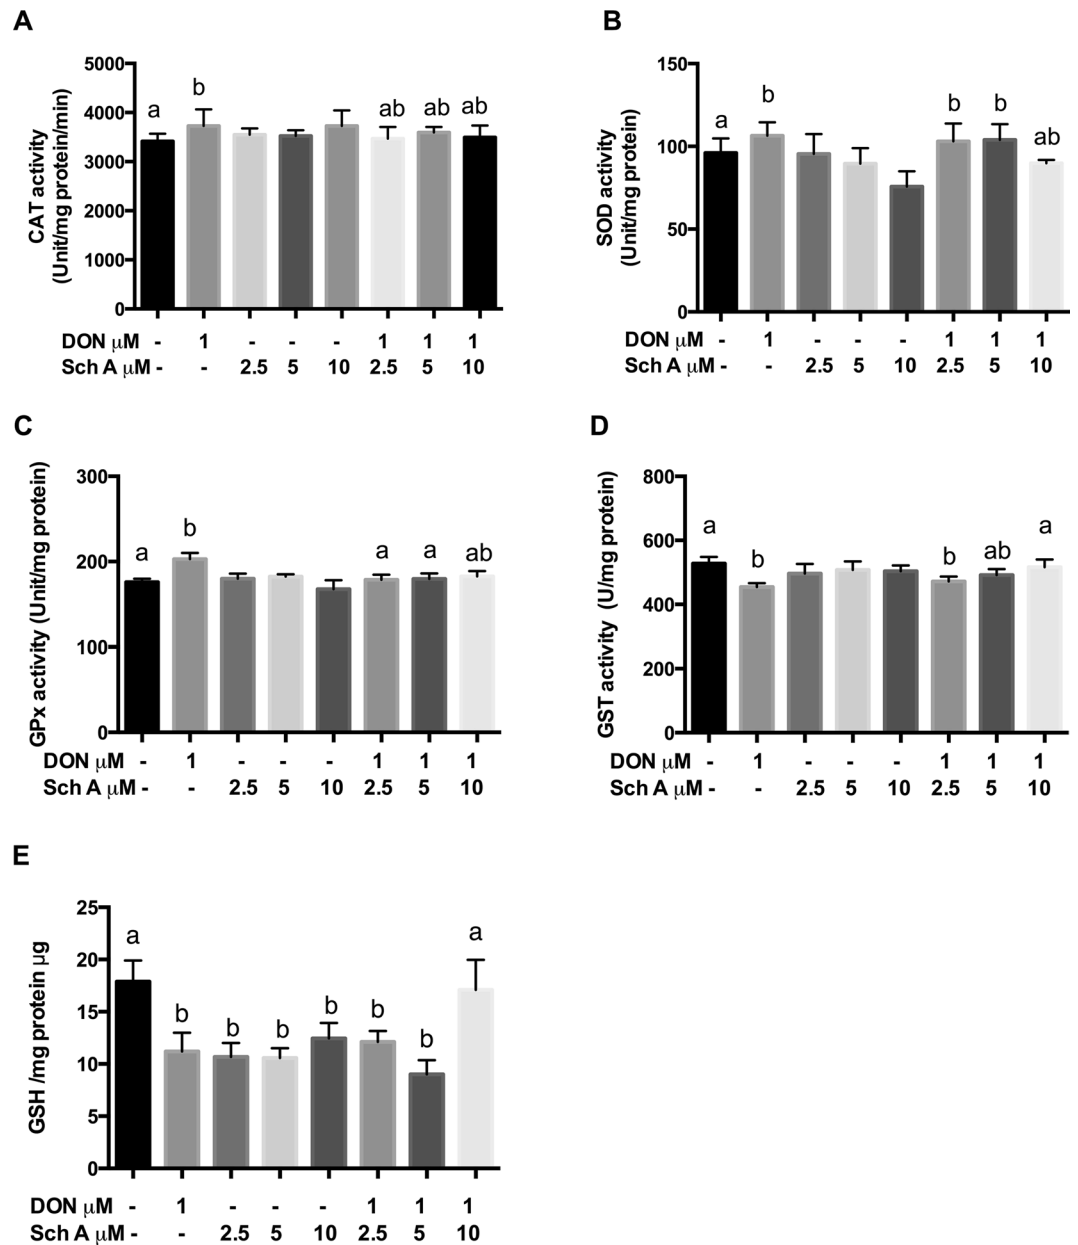 A
CAT activity
(Unit/mg protein/min)
5000
4000
3000
2000
1000
0
a b ab ab ab
DON μM - 1 - - - 1 1 1
Sch A μM - - 2.5 5 10 2.5 5 10
B
SOD activity
(Unit/mg protein)
150
100
50
0
a b b b ab
DON μM - 1 - - - 1 1 1
Sch A μM - - 2.5 5 10 2.5 5 10
C
GPx activity (Unit/mg protein)
300
200
100
0
a b a a ab
DON μM - 1 - - - 1 1 1
Sch A μM - - 2.5 5 10 2.5 5 10
D
GST activity (U/mg protein)
800
600
400
200
0
a b b ab a
DON μM - 1 - - - 1 1 1
Sch A μM - - 2.5 5 10 2.5 5 10
E
GSH /mg protein μg
25
20
15
10
5
0
a b b b b b b a
DON μM - 1 - - - 1 1 1
Sch A μM - - 2.5 5 10 2.5 5 10